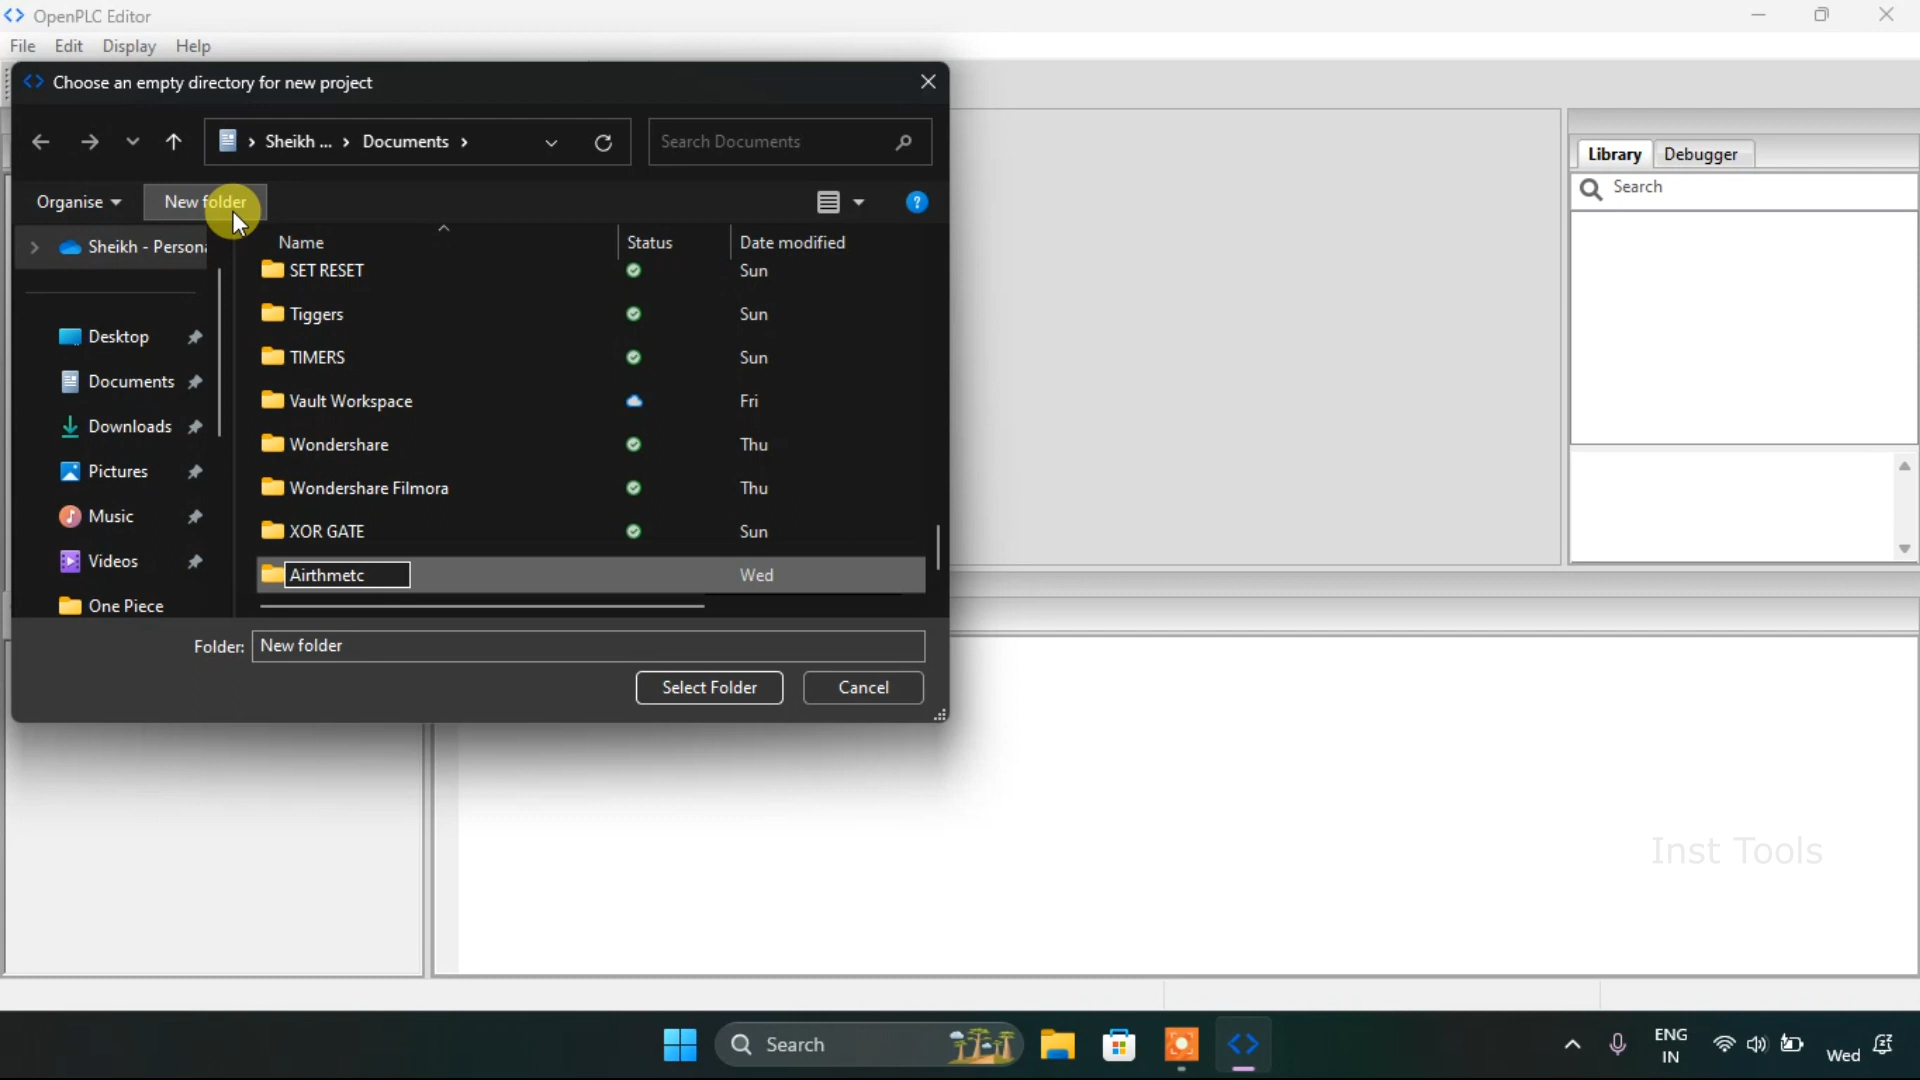 OpenPLC Editor
File Edit Display Help
Choose an empty directory for new project
Sheikh ... Documents
Search Documents
Organise New folder
Sheikh - Persona
Desktop
Documents
Downloads
Pictures
Music
Videos
One Piece
Name Status Date modified
SET RESET Sun
Tiggers Sun
TIMERS Sun
Vault Workspace Fri
Wondershare Thu
Wondershare Filmora Thu
XOR GATE Sun
Airthmetc Wed
Folder: New folder
Select Folder Cancel
Library Debugger
Search
Inst Tools
Search
ENG
IN
Wed